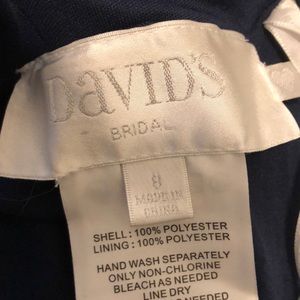 DAVID'S
BRIDAL
8
MADE IN
CHINA
SHELL: 100% POLYESTER
LINING: 100% POLYESTER
HAND WASH SEPARATELY
ONLY NON-CHLORINE
BLEACH AS NEEDED
LINE DRY
NEEDED